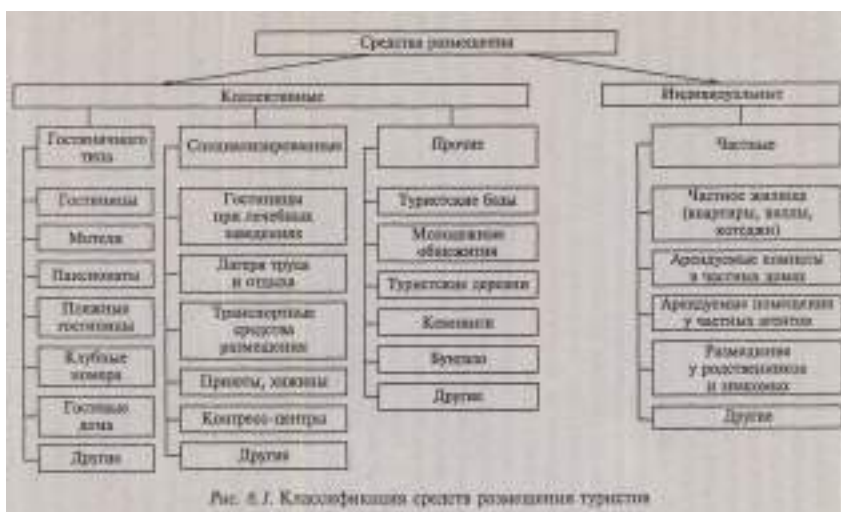 Средства размещения
Коллективные
Индивидуальные
Гостиничного
типа
Гостиницы
Мотели
Пансионаты
Пляжные
гостиницы
Клубные
номера
Гостевые
дома
Другие
Специализированные
Гостиницы
при лечебных
заведениях
Лагеря труда
и отдыха
Транспортные
средства
размещения
Приюты, хижины
Конгресс-центры
Другие
Прочие
Туристские базы
Молодежные
общежития
Туристские деревни
Кемпинги
Бунгало
Другие
Частные
Частное жилище
(квартиры, виллы,
котеджи)
Арендуемые комнаты
в частных домах
Арендуемые помещения
у частных агентов
Размещения
у родственников
и знакомых
Другие
Рис. 6.1. Классификация средств размещения туристов